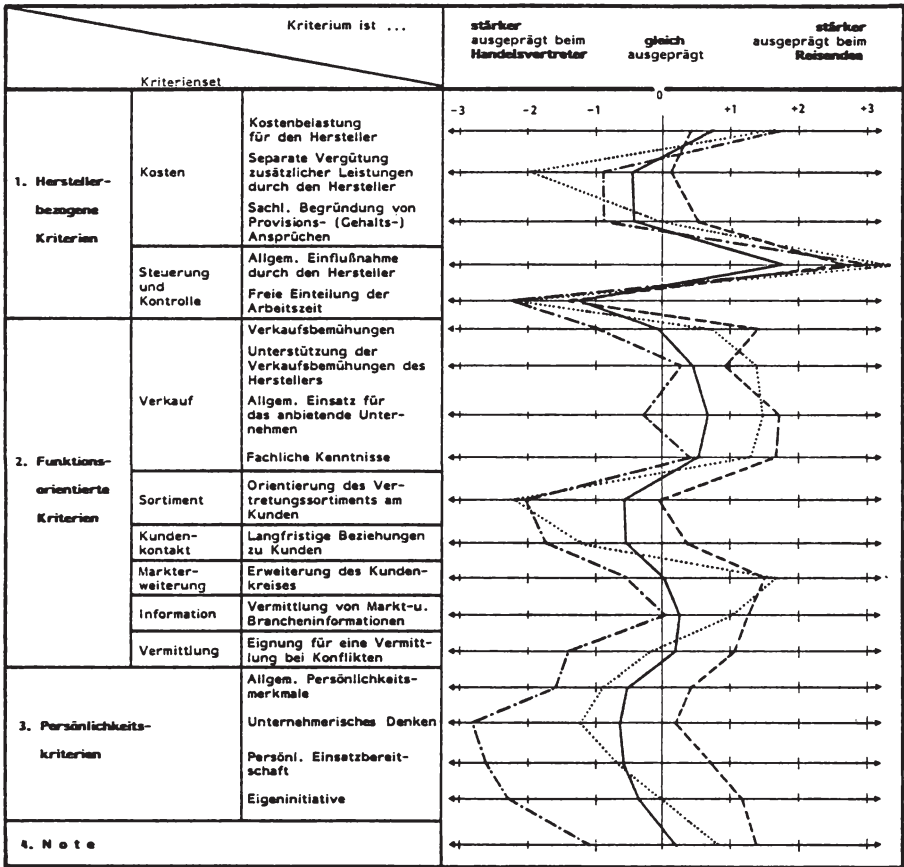 Kriterium ist ...
Kriterienset
stärker
ausgeprägt beim
Handelsvertreter
gleich
ausgeprägt
stärker
ausgeprägt beim
Reisenden
-3 -2 -1 0 +1 +2 +3
1. Hersteller-
bezogene
Kriterien
Kosten
Kostenbelastung
für den Hersteller
Separate Vergütung
zusätzlicher Leistungen
durch den Hersteller
Sachl. Begründung von
Provisions- (Gehalts-)
Ansprüchen
Steuerung
und
Kontrolle
Allgem. Einflußnahme
durch den Hersteller
Freie Einteilung der
Arbeitszeit
2. Funktions-
orientierte
Kriterien
Verkauf
Verkaufsbemühungen
Unterstützung der
Verkaufsbemühungen des
Herstellers
Allgem. Einsatz für
das anbietende Unter-
nehmen
Fachliche Kenntnisse
Sortiment
Orientierung des Ver-
tretungssortiments am
Kunden
Kunden-
kontakt
Langfristige Beziehungen
zu Kunden
Markter-
weiterung
Erweiterung des Kunden-
kreises
Information
Vermittlung von Markt-u.
Brancheninformationen
Vermittlung
Eignung für eine Vermitt-
lung bei Konflikten
3. Persönlichkeits-
kriterien
Allgem. Persönlichkeits-
merkmale
Unternehmerisches Denken
Persönl. Einsatzbereit-
schaft
Eigeninitiative
4. Note